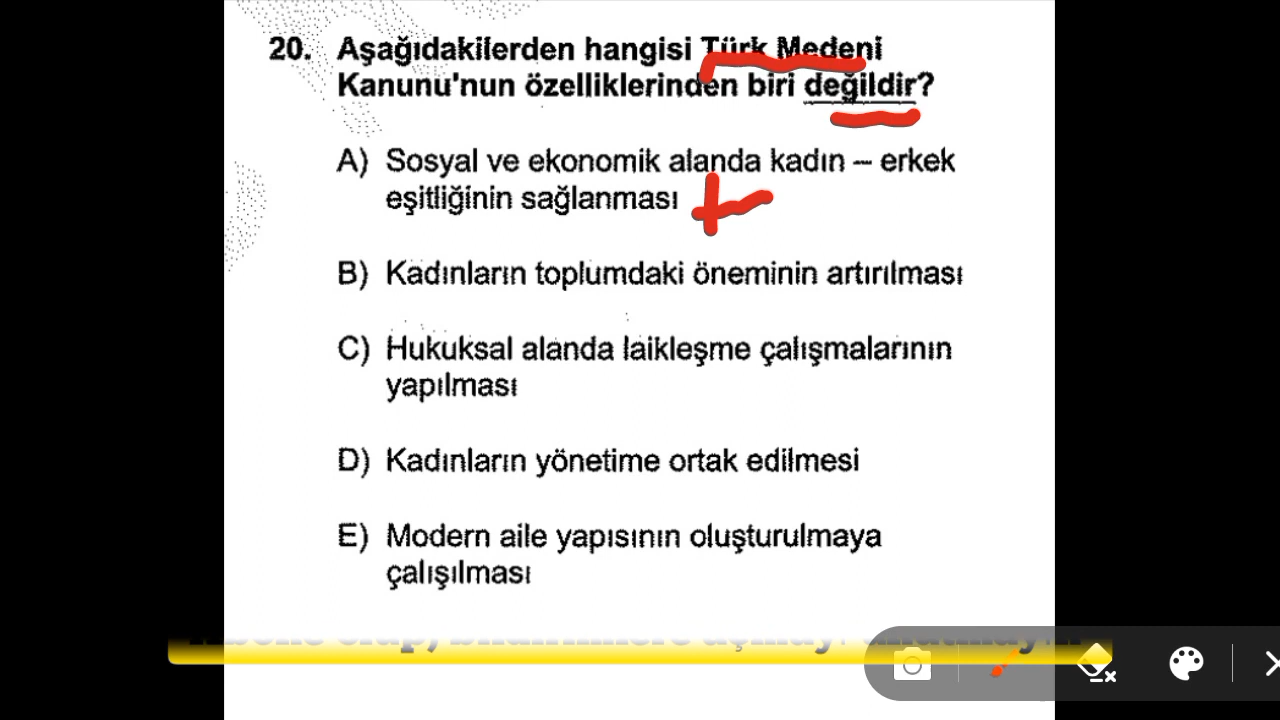 20. Aşağıdakilerden hangisi Türk Medeni
Kanunu'nun özelliklerinden biri değildir?
A) Sosyal ve ekonomik alanda kadın – erkek
eşitliğinin sağlanması
B) Kadınların toplumdaki öneminin artırılması
C) Hukuksal alanda laikleşme çalışmalarının
yapılması
D) Kadınların yönetime ortak edilmesi
E) Modern aile yapısının oluşturulmaya
çalışılması